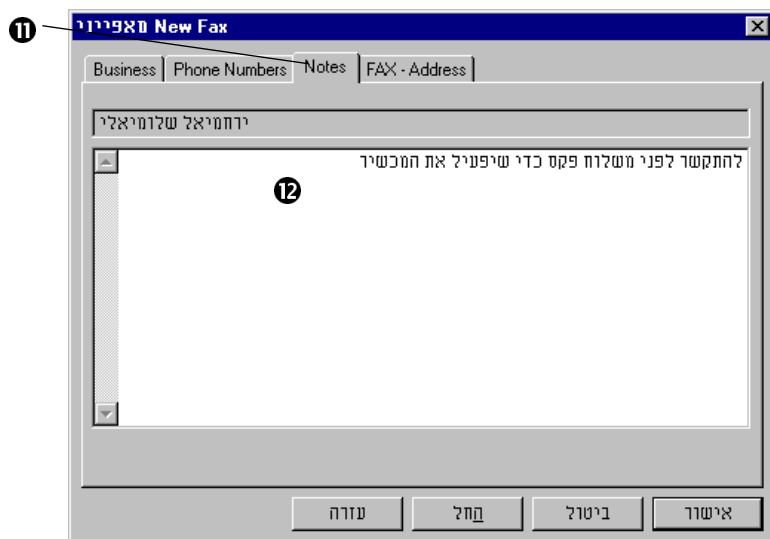 ⓫
מאפייני New Fax
Business Phone Numbers Notes FAX - Address
ירחמיאל שלומיאלי
להתקשר לפני משלוח פקס כדי שיפעיל את המכשיר
⓬
אישור ביטול החל עזרה